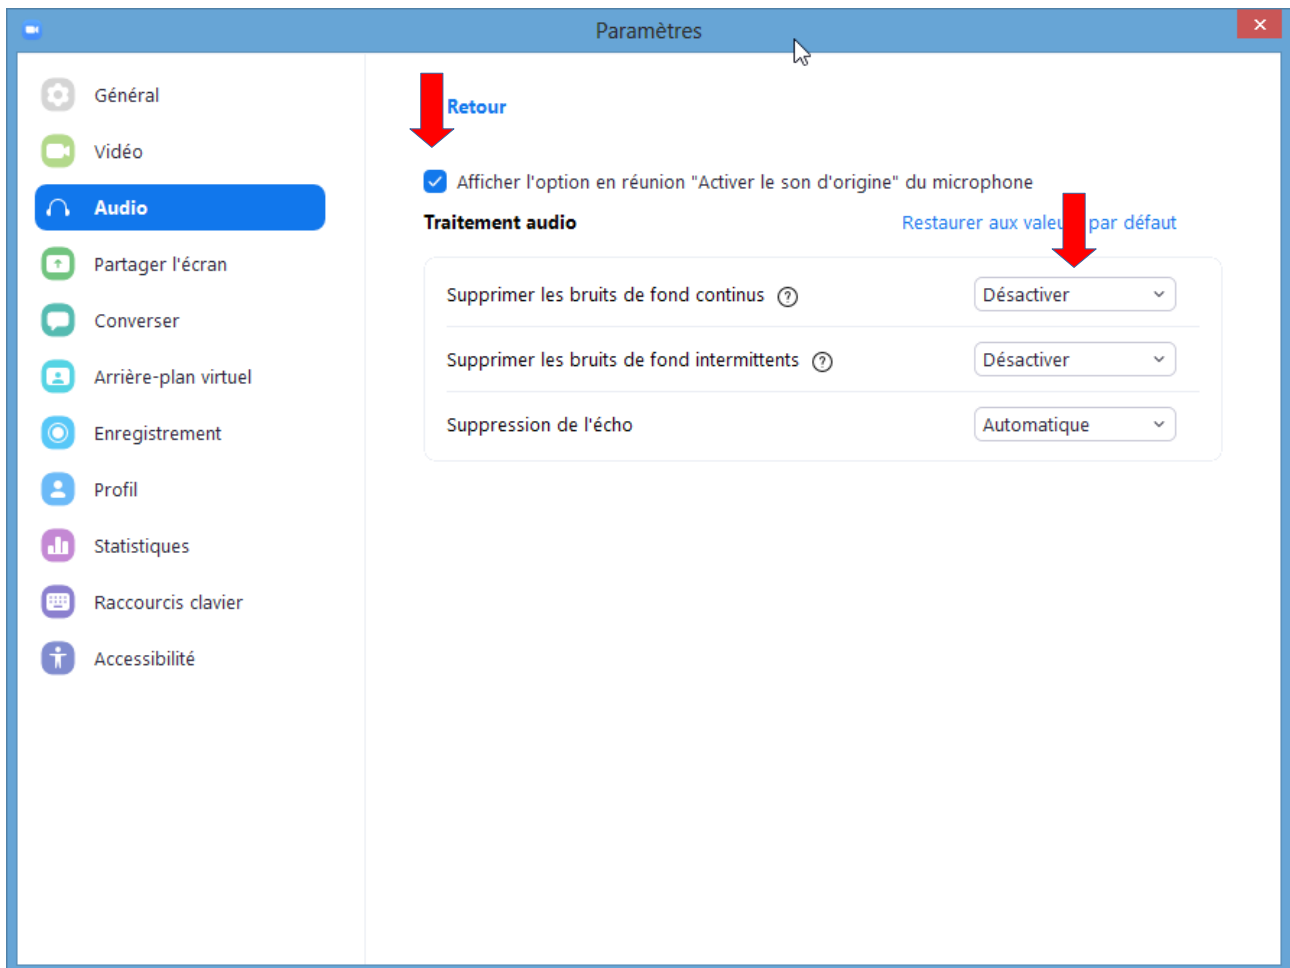 Paramètres
Général
Vidéo
Audio
Partager l'écran
Converser
Arrière-plan virtuel
Enregistrement
Profil
Statistiques
Raccourcis clavier
Accessibilité
Retour
Afficher l'option en réunion "Activer le son d'origine" du microphone
Traitement audio
Restaurer aux par défaut
Supprimer les bruits de fond continus
Désactiver
Supprimer les bruits de fond intermittents
Désactiver
Suppression de l'écho
Automatique